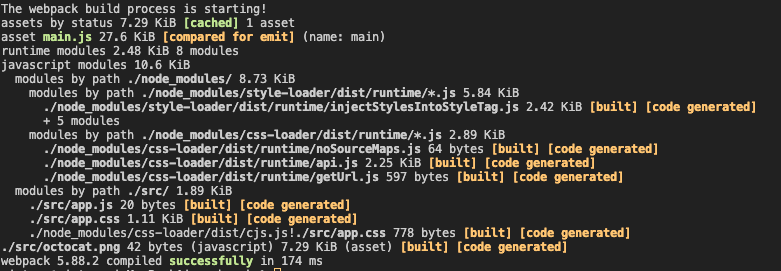 The webpack build process is starting!
assets by status 7.29 KiB [cached] 1 asset
asset main.js 27.6 KiB [compared for emit] (name: main)
runtime modules 2.48 KiB 8 modules
javascript modules 10.6 KiB
modules by path ./node_modules/ 8.73 KiB
modules by path ./node_modules/style-loader/dist/runtime/*.js 5.84 KiB
./node_modules/style-loader/dist/runtime/injectStylesIntoStyleTag.js 2.42 KiB [built] [code generated]
+ 5 modules
modules by path ./node_modules/css-loader/dist/runtime/*.js 2.89 KiB
./node_modules/css-loader/dist/runtime/noSourceMaps.js 64 bytes [built] [code generated]
./node_modules/css-loader/dist/runtime/api.js 2.25 KiB [built] [code generated]
./node_modules/css-loader/dist/runtime/getUrl.js 597 bytes [built] [code generated]
modules by path ./src/ 1.89 KiB
./src/app.js 20 bytes [built] [code generated]
./src/app.css 1.11 KiB [built] [code generated]
./node_modules/css-loader/dist/cjs.js!./src/app.css 778 bytes [built] [code generated]
./src/octocat.png 42 bytes (javascript) 7.29 KiB (asset) [built] [code generated]
webpack 5.88.2 compiled successfully in 174 ms